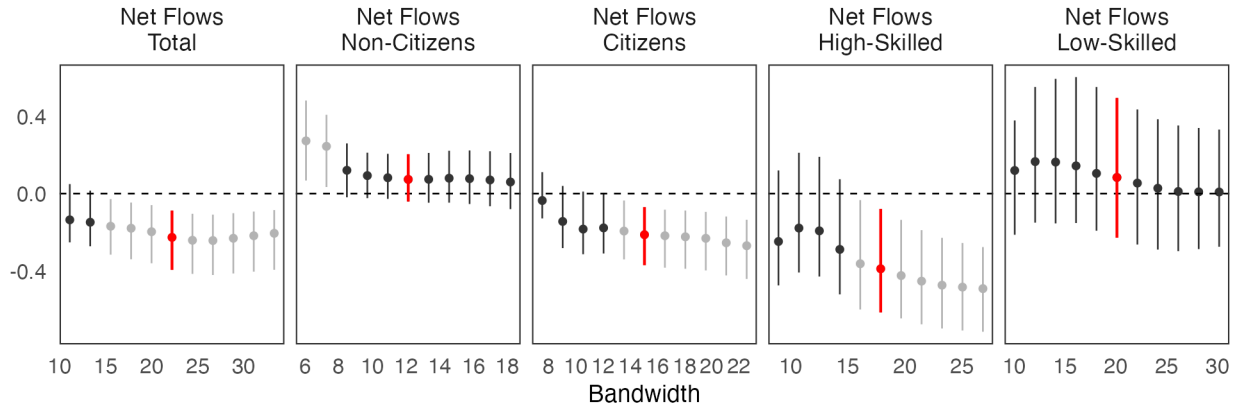 Net Flows
Total
Net Flows
Non-Citizens
Net Flows
Citizens
Net Flows
High-Skilled
Net Flows
Low-Skilled
0.4
0.0
-0.4
10 15 20 25 30
6 8 10 12 14 16 18
8 10 12 14 16 18 20 22
10 15 20 25
10 15 20 25 30
Bandwidth